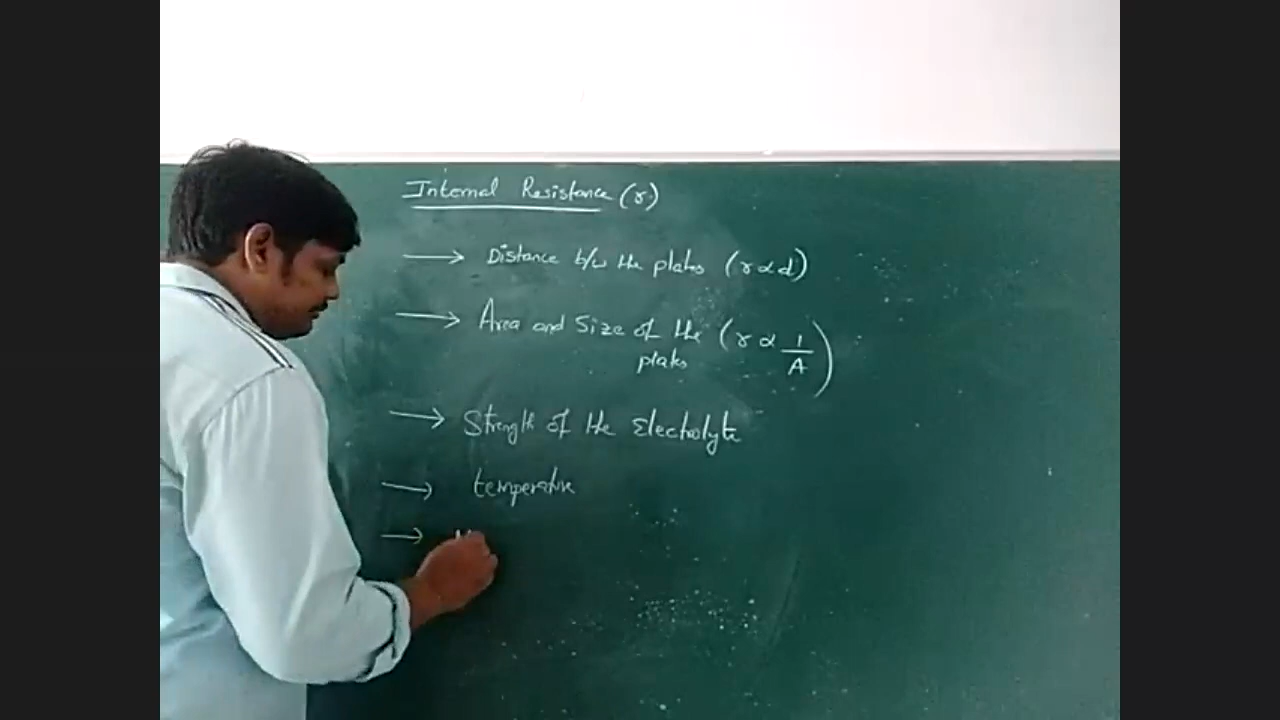 Internal Resistance (r)
→ Distance b/w the plates (r ∝ d)
→ Area and Size of the plates (r ∝ 1/A)
→ Strength of the Electrolyte
→ temperature
→